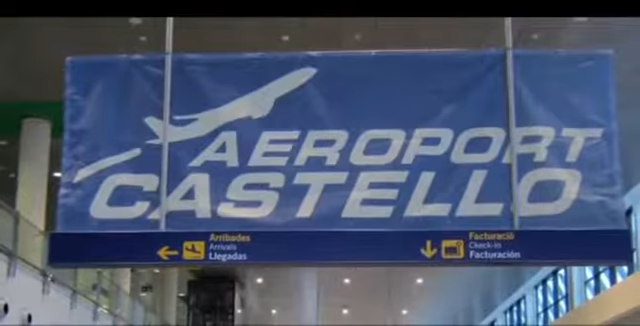 AEROPORT
CASTELLO
Arribades
Arrivals
Llegadas
Facturació
Check-in
Facturación